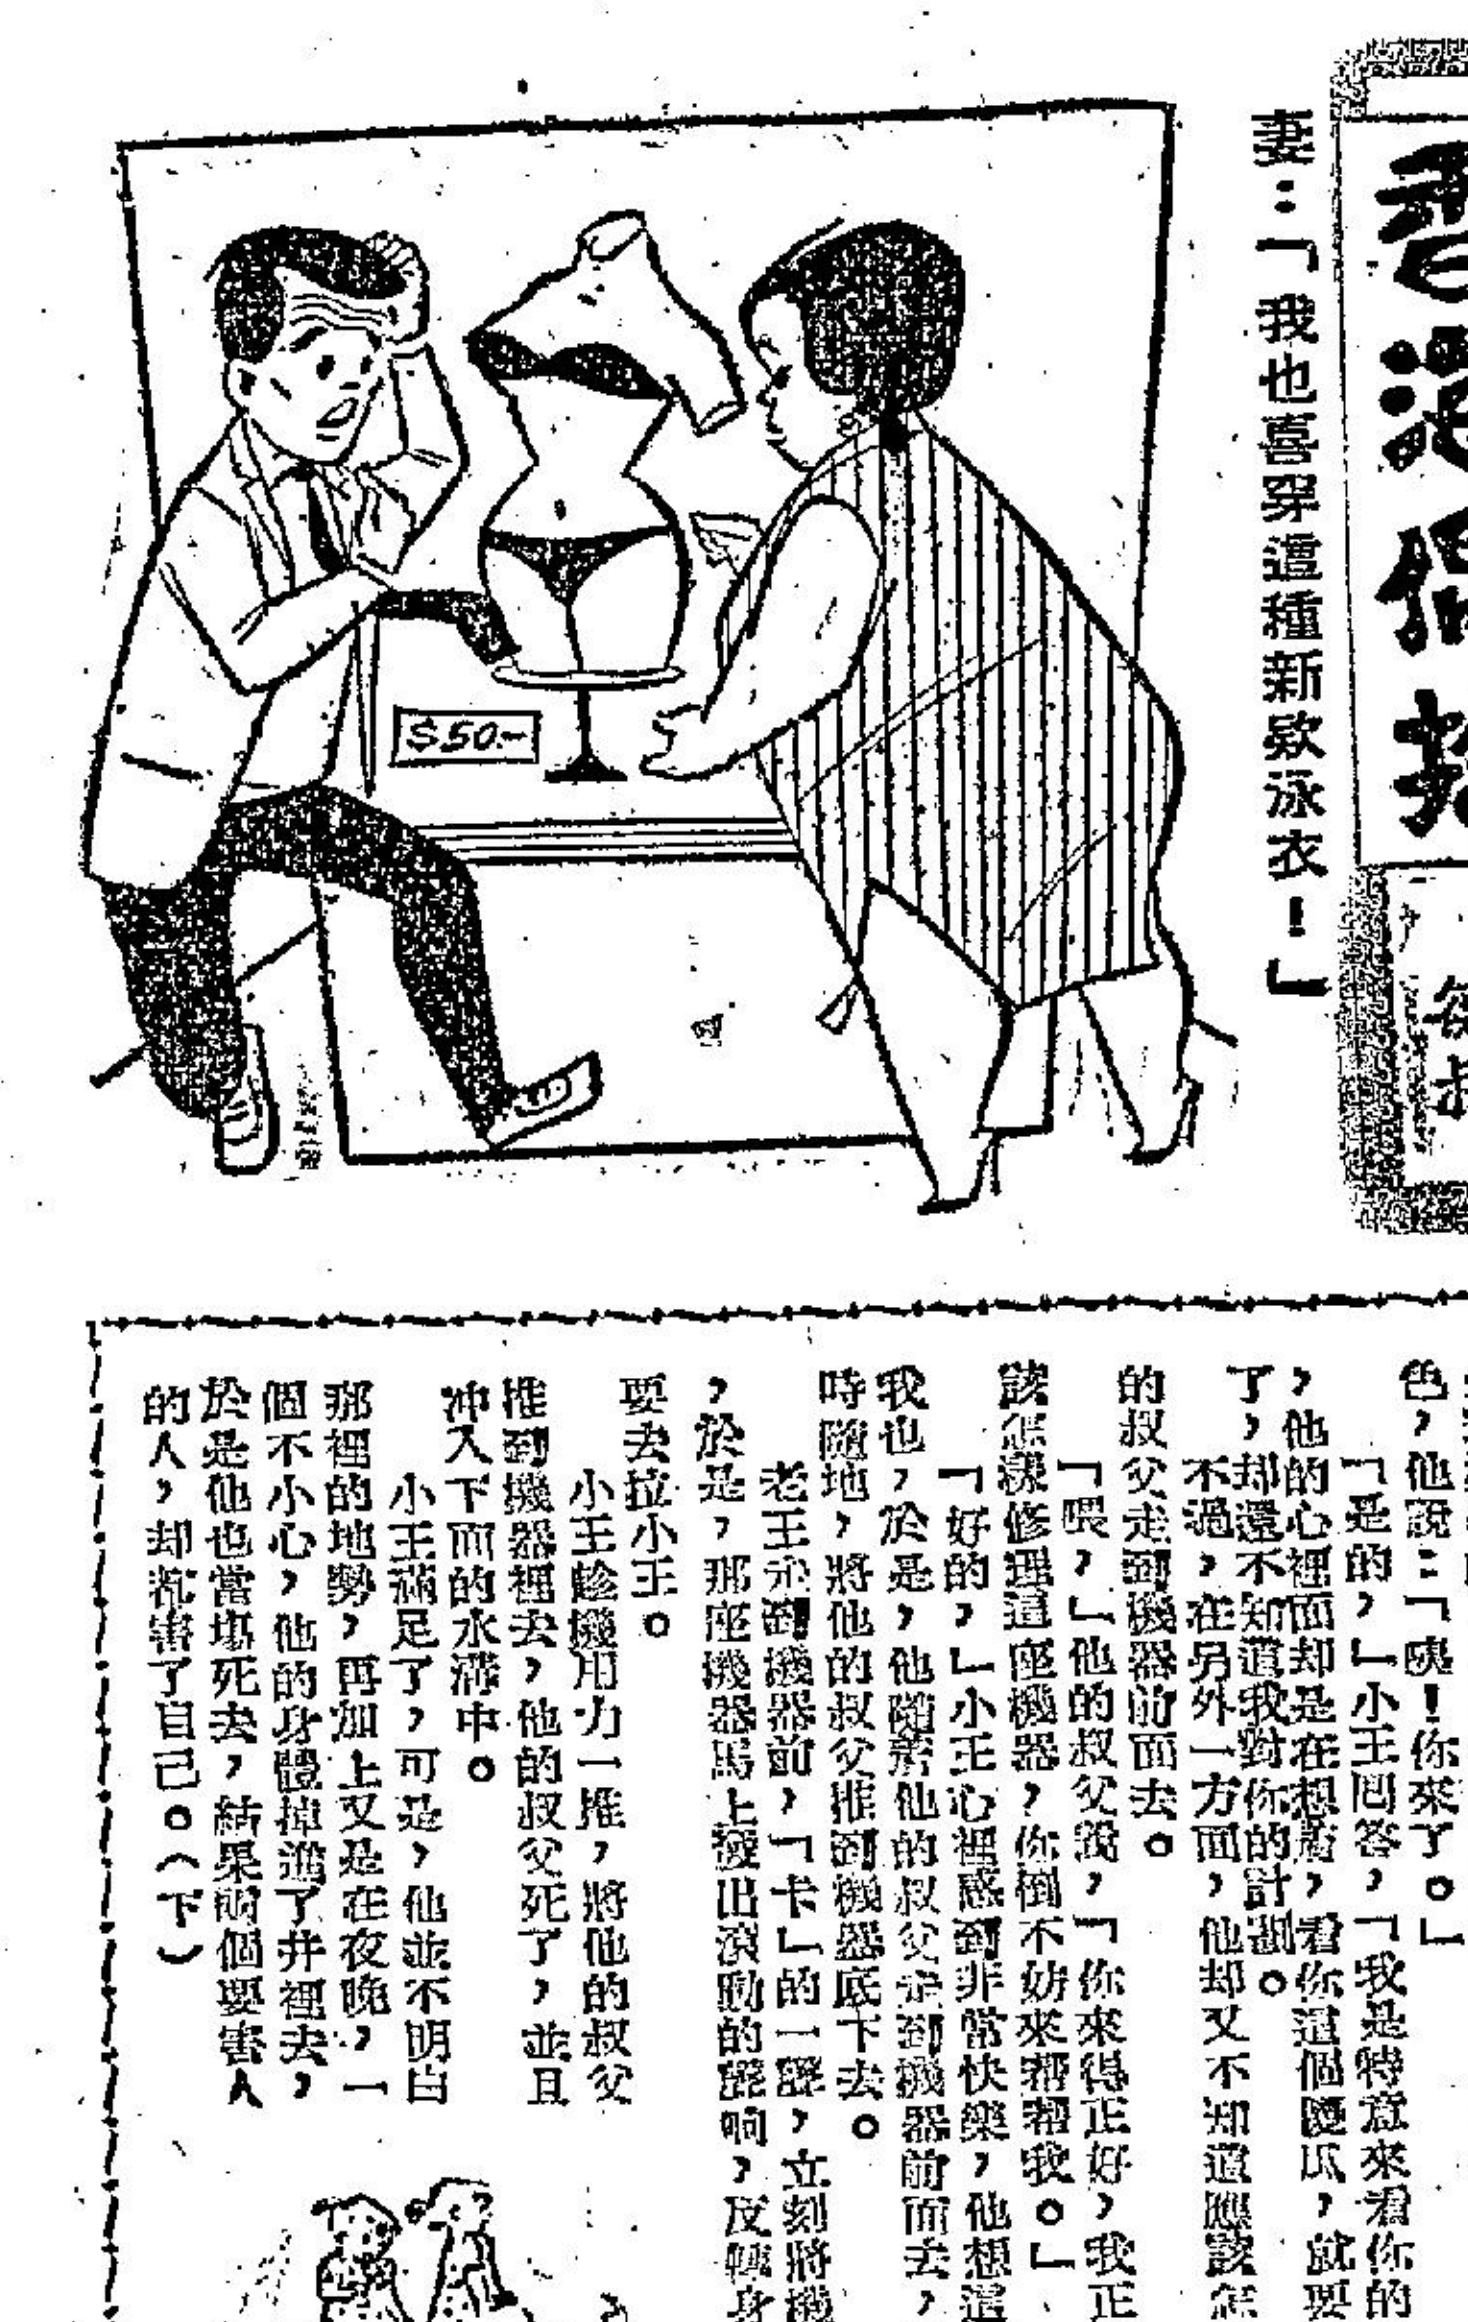 妻：「我也喜穿這種新欵泳衣！」
$50.-
色，他說：「咦！你來了。」
「是的，」小王回答，「我是特意來看你的
，他的心裡面却是在想着，看你這個傻瓜，就要
了，却還不知道我對你的計劃。
不過，在另外一方面，他却又不知道應該怎
的叔父走到機器前面去。
「喂，」他的叔父說，「你來得正好，我正
該怎樣修理這座機器，你倒不妨來帮帮我。」
「好的，」小王心裡感到非常快樂，他想這
我也，於是，他隨着他的叔父走到機器前面去，
時隨地，將他的叔父推到機器底下去。
老王走到機器前，「卡」的一聲，立刻將機
，於是，那座機器馬上發出滾動的聲响，反轉身
要去拉小王。
小王趁機用力一推，將他的叔父
推到機器裡去，他的叔父死了，並且
冲入下面的水溝中。
小王滿足了，可是，他並不明白
那裡的地勢，再加上又是在夜晚，一
個不小心，他的身體掉進了井裡去，
於是他也當塲死去，結果兩個要害人
的人，却都害了自己。（下）